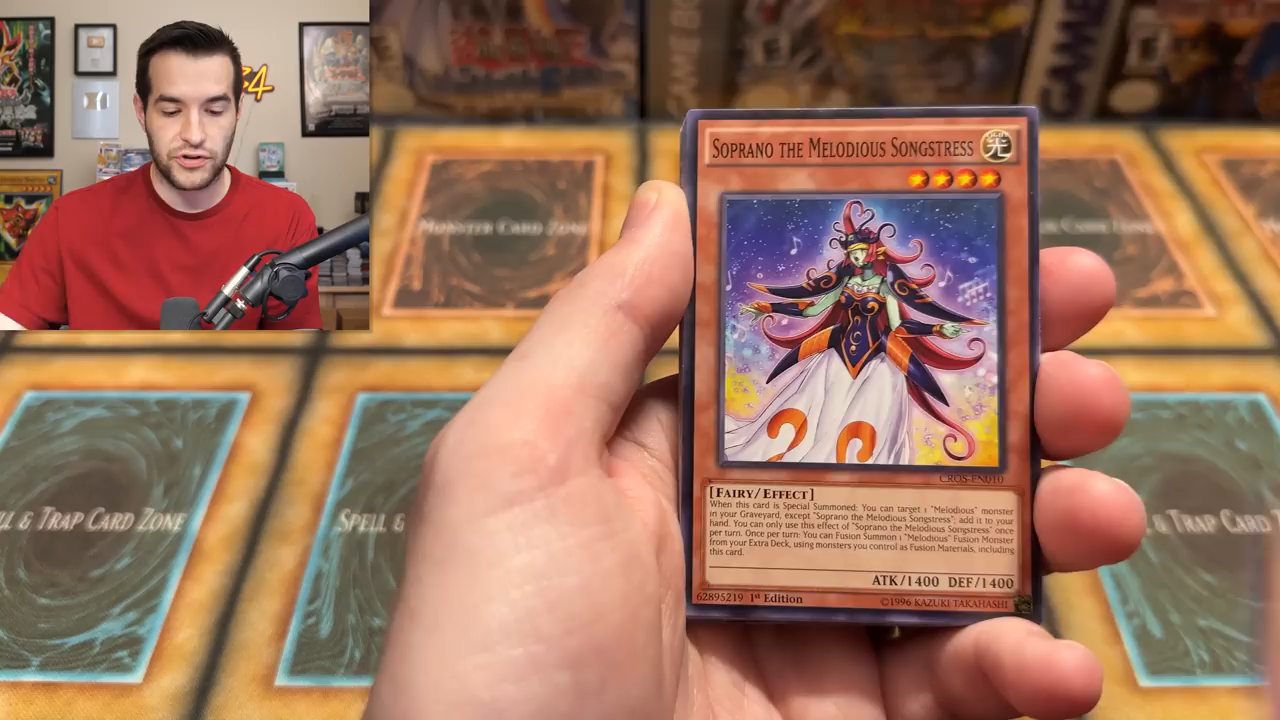 SOPRANO THE MELODIOUS SONGSTRESS
光
CROS-EN010
[FAIRY/EFFECT]
When this card is Special Summoned: You can target 1 "Melodious" monster
in your Graveyard, except "Soprano the Melodious Songstress"; add it to your
hand. You can only use this effect of "Soprano the Melodious Songstress" once
per turn. Once per turn: You can Fusion Summon 1 "Melodious" Fusion Monster
from your Extra Deck, using monsters you control as Fusion Materials, including
this card.
ATK/1400 DEF/1400
62895219 1st Edition ©1996 KAZUKI TAKAHASHI
MONSTER CARD ZONE
& TRAP CARD ZONE
SPELL &
& TRAP CARD